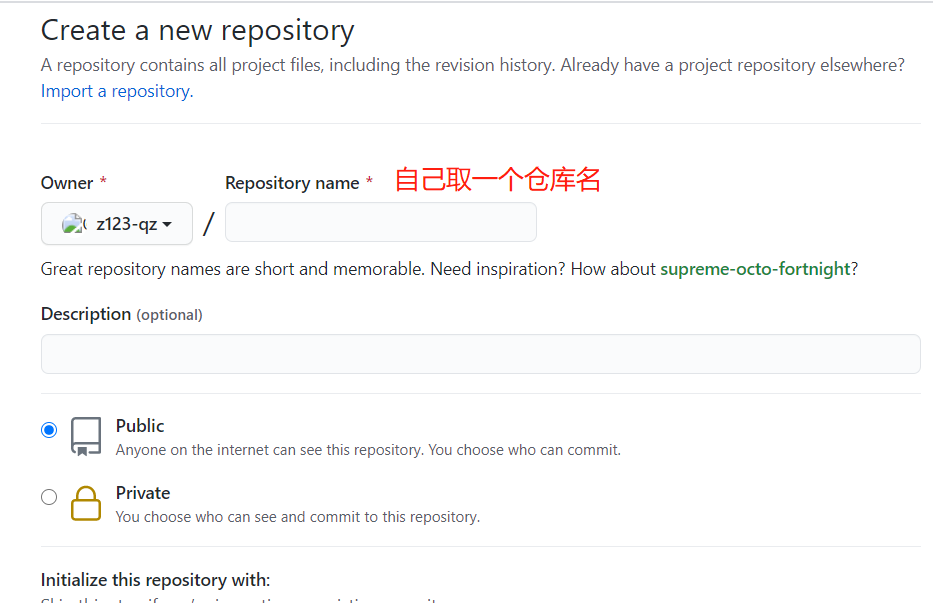 Create a new repository
A repository contains all project files, including the revision history. Already have a project repository elsewhere?
Import a repository.
Owner * Repository name * 自己取一个仓库名
z123-qz /
Great repository names are short and memorable. Need inspiration? How about supreme-octo-fortnight?
Description (optional)
Public
Anyone on the internet can see this repository. You choose who can commit.
Private
You choose who can see and commit to this repository.
Initialize this repository with: